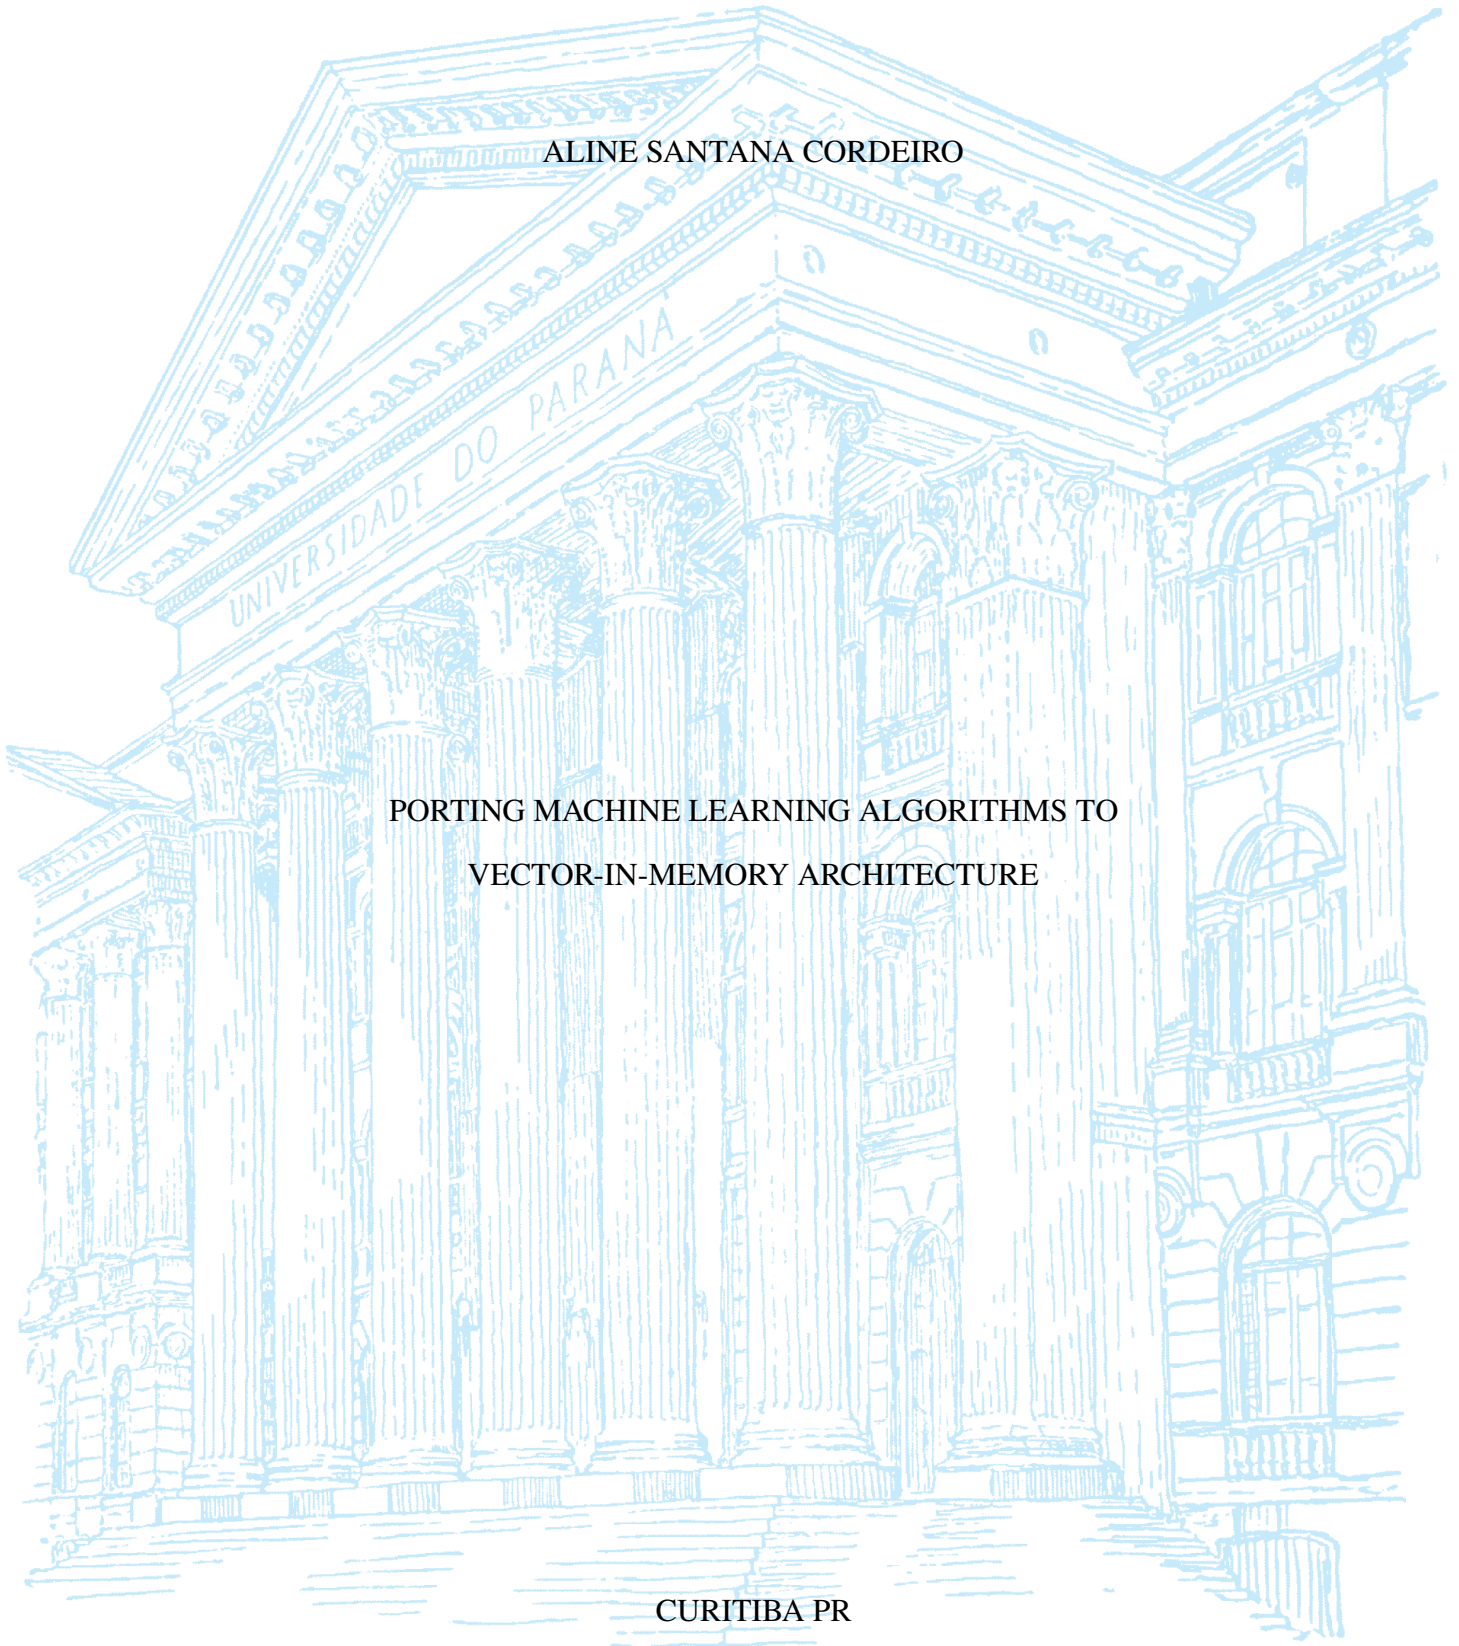 ALINE SANTANA CORDEIRO
UNIVERSIDADE DO PARANÁ
PORTING MACHINE LEARNING ALGORITHMS TO
VECTOR-IN-MEMORY ARCHITECTURE
CURITIBA PR